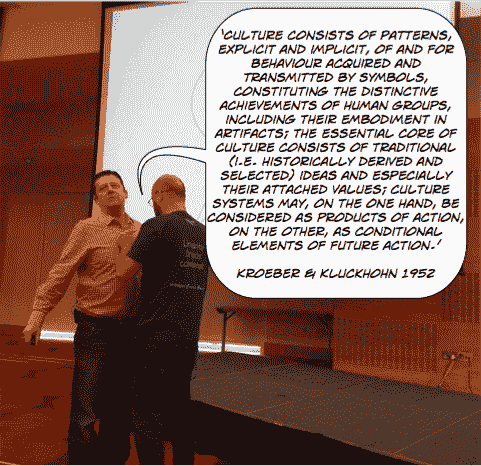 'CULTURE CONSISTS OF PATTERNS,
EXPLICIT AND IMPLICIT, OF AND FOR
BEHAVIOUR ACQUIRED AND
TRANSMITTED BY SYMBOLS,
CONSTITUTING THE DISTINCTIVE
ACHIEVEMENTS OF HUMAN GROUPS,
INCLUDING THEIR EMBODIMENT IN
ARTIFACTS; THE ESSENTIAL CORE OF
CULTURE CONSISTS OF TRADITIONAL
(I.E. HISTORICALLY DERIVED AND
SELECTED) IDEAS AND ESPECIALLY
THEIR ATTACHED VALUES; CULTURE
SYSTEMS MAY, ON THE ONE HAND, BE
CONSIDERED AS PRODUCTS OF ACTION,
ON THE OTHER, AS CONDITIONAL
ELEMENTS OF FUTURE ACTION.'
KROEBER & KLUCKHOHN 1952